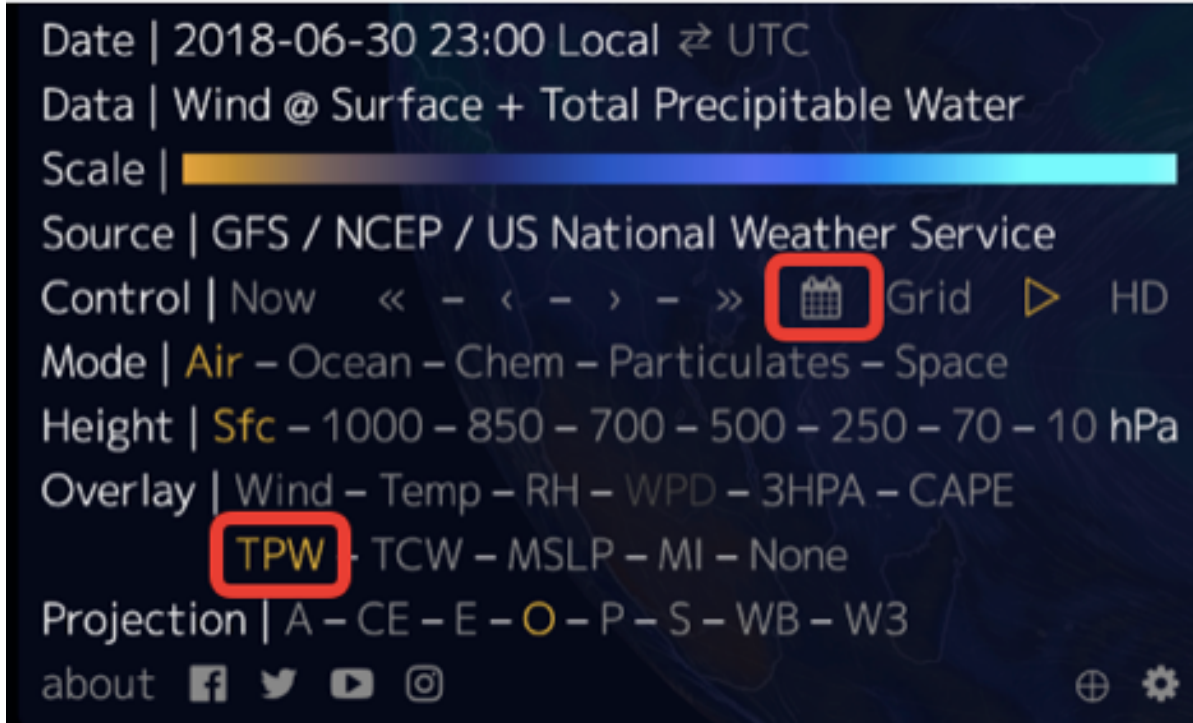 Date | 2018-06-30 23:00 Local ⇄ UTC
Data | Wind @ Surface + Total Precipitable Water
Scale |
Source | GFS / NCEP / US National Weather Service
Control | Now « – ‹ – › – » Grid HD
Mode | Air – Ocean – Chem – Particulates – Space
Height | Sfc – 1000 – 850 – 700 – 500 – 250 – 70 – 10 hPa
Overlay | Wind – Temp – RH – WPD – 3HPA – CAPE
TPW - TCW – MSLP – MI – None
Projection | A – CE – E – O – P – S – WB – W3
about